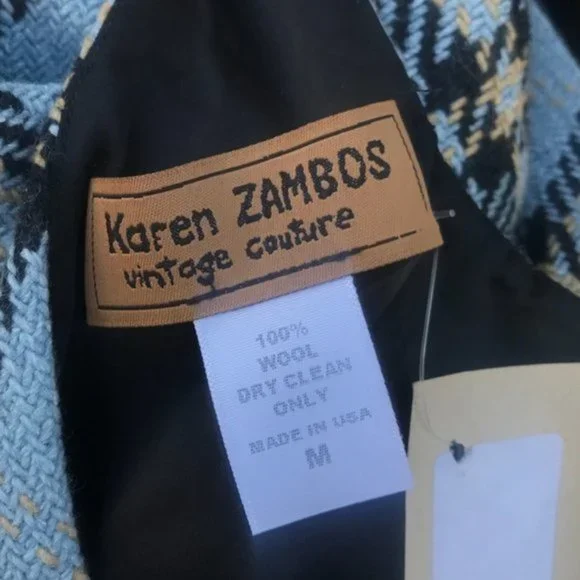 Karen ZAMBOS
vintage couture
100%
WOOL
DRY CLEAN
ONLY
MADE IN USA
M